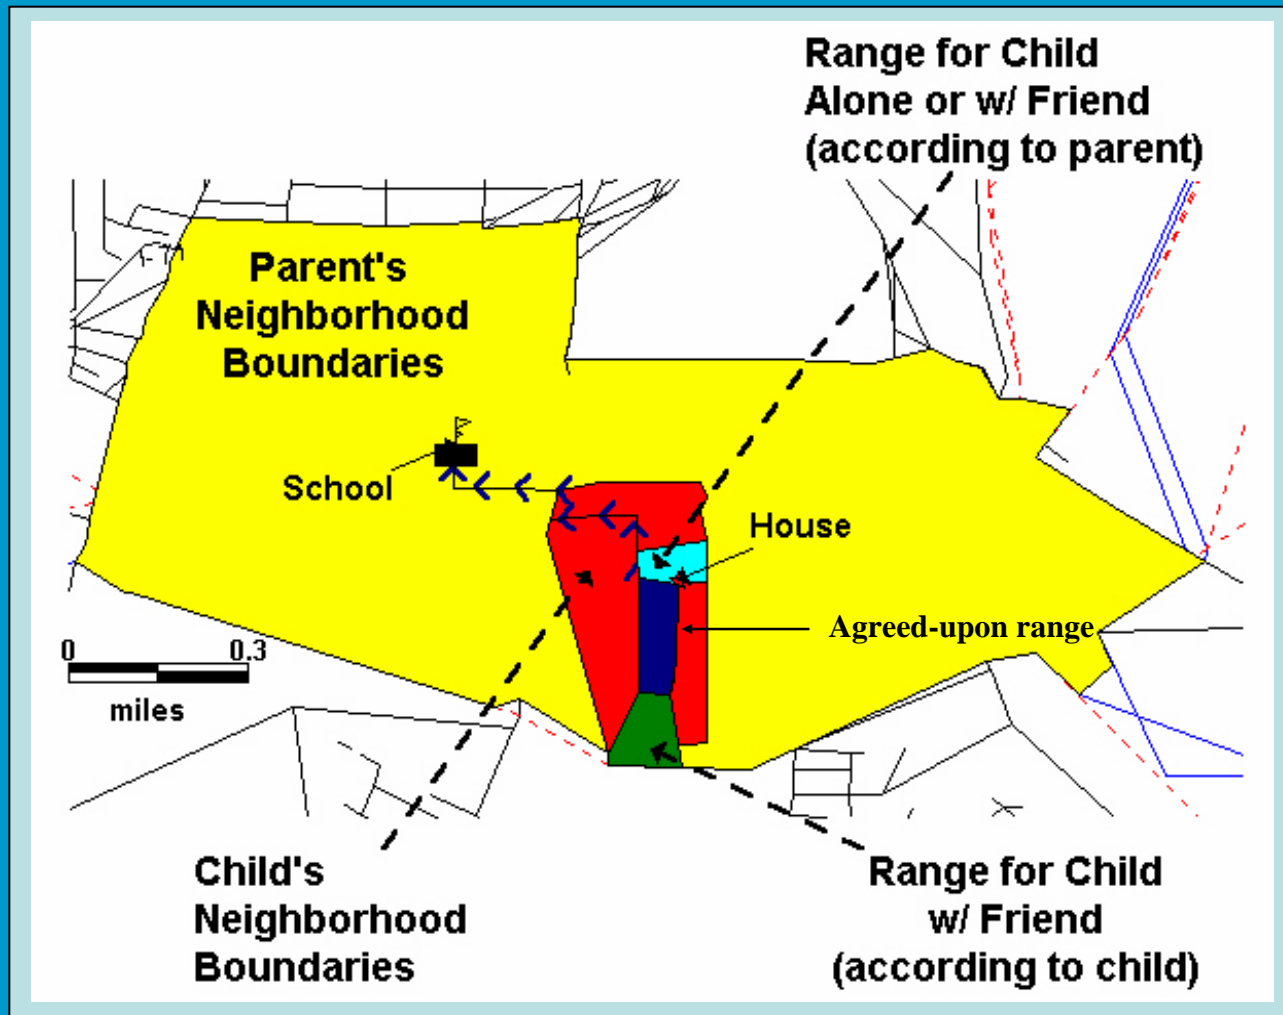 Range for Child
Alone or w/ Friend
(according to parent)
Parent's
Neighborhood
Boundaries
School
House
Agreed-upon range
0 0.3
miles
Child's
Neighborhood
Boundaries
Range for Child
w/ Friend
(according to child)